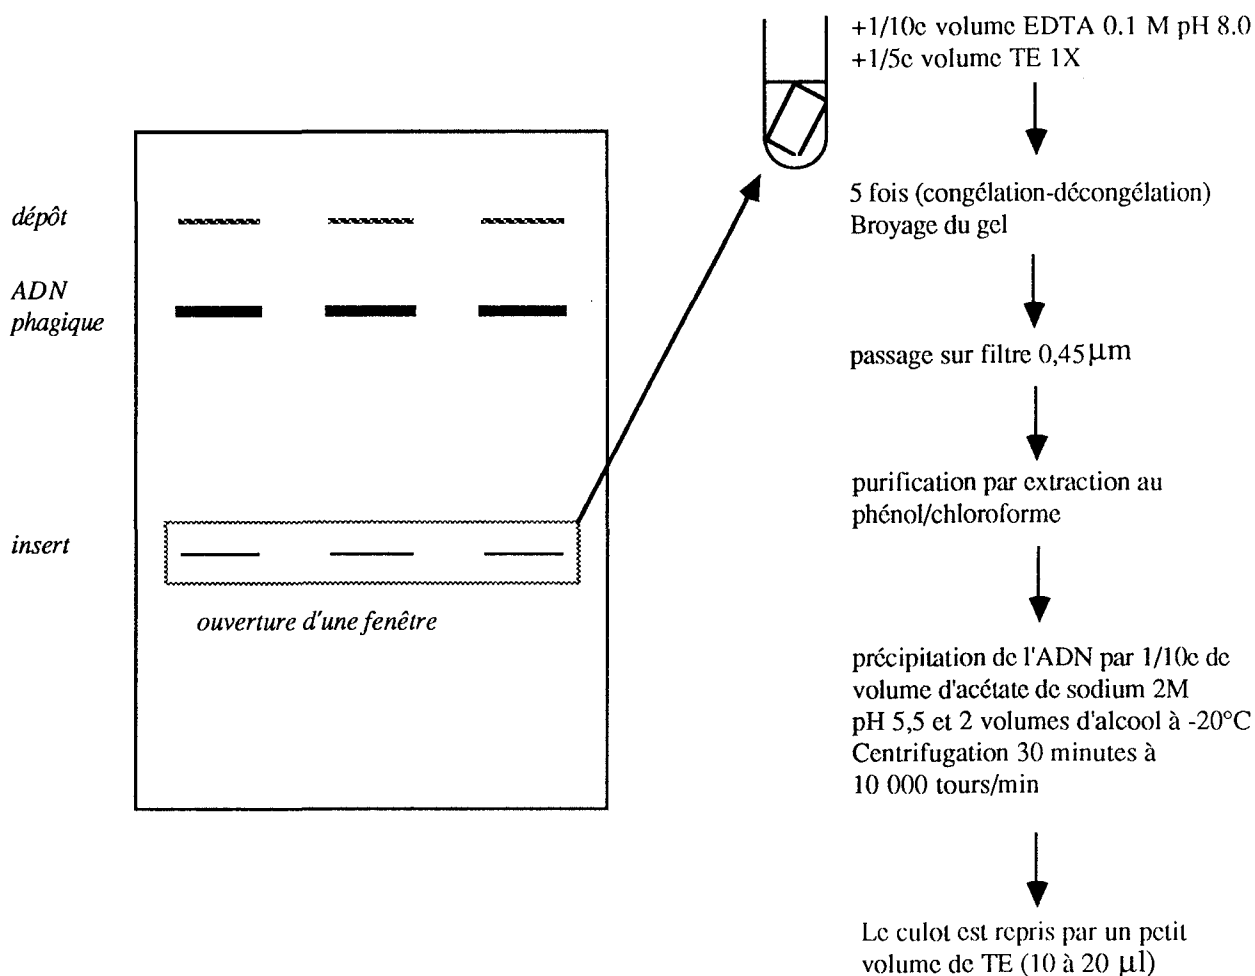 +1/10e volume EDTA 0.1 M pH 8.0
+1/5e volume TE 1X
dépôt
ADN
phagique
insert
ouverture d'une fenêtre
5 fois (congélation-décongélation)
Broyage du gel
passage sur filtre 0,45 µm
purification par extraction au
phénol/chloroforme
précipitation de l'ADN par 1/10e de
volume d'acétate de sodium 2M
pH 5,5 et 2 volumes d'alcool à -20°C
Centrifugation 30 minutes à
10 000 tours/min
Le culot est repris par un petit
volume de TE (10 à 20 µl)